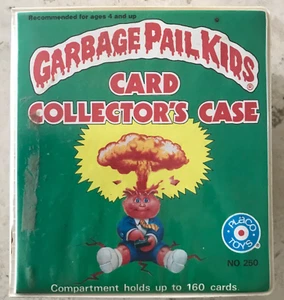 Recommended for ages 4 and up
GARBAGE PAIL KIDS
®
CARD
COLLECTOR'S CASE
PLACO
TOYS
®
NO 250
Compartment holds up to 160 cards.